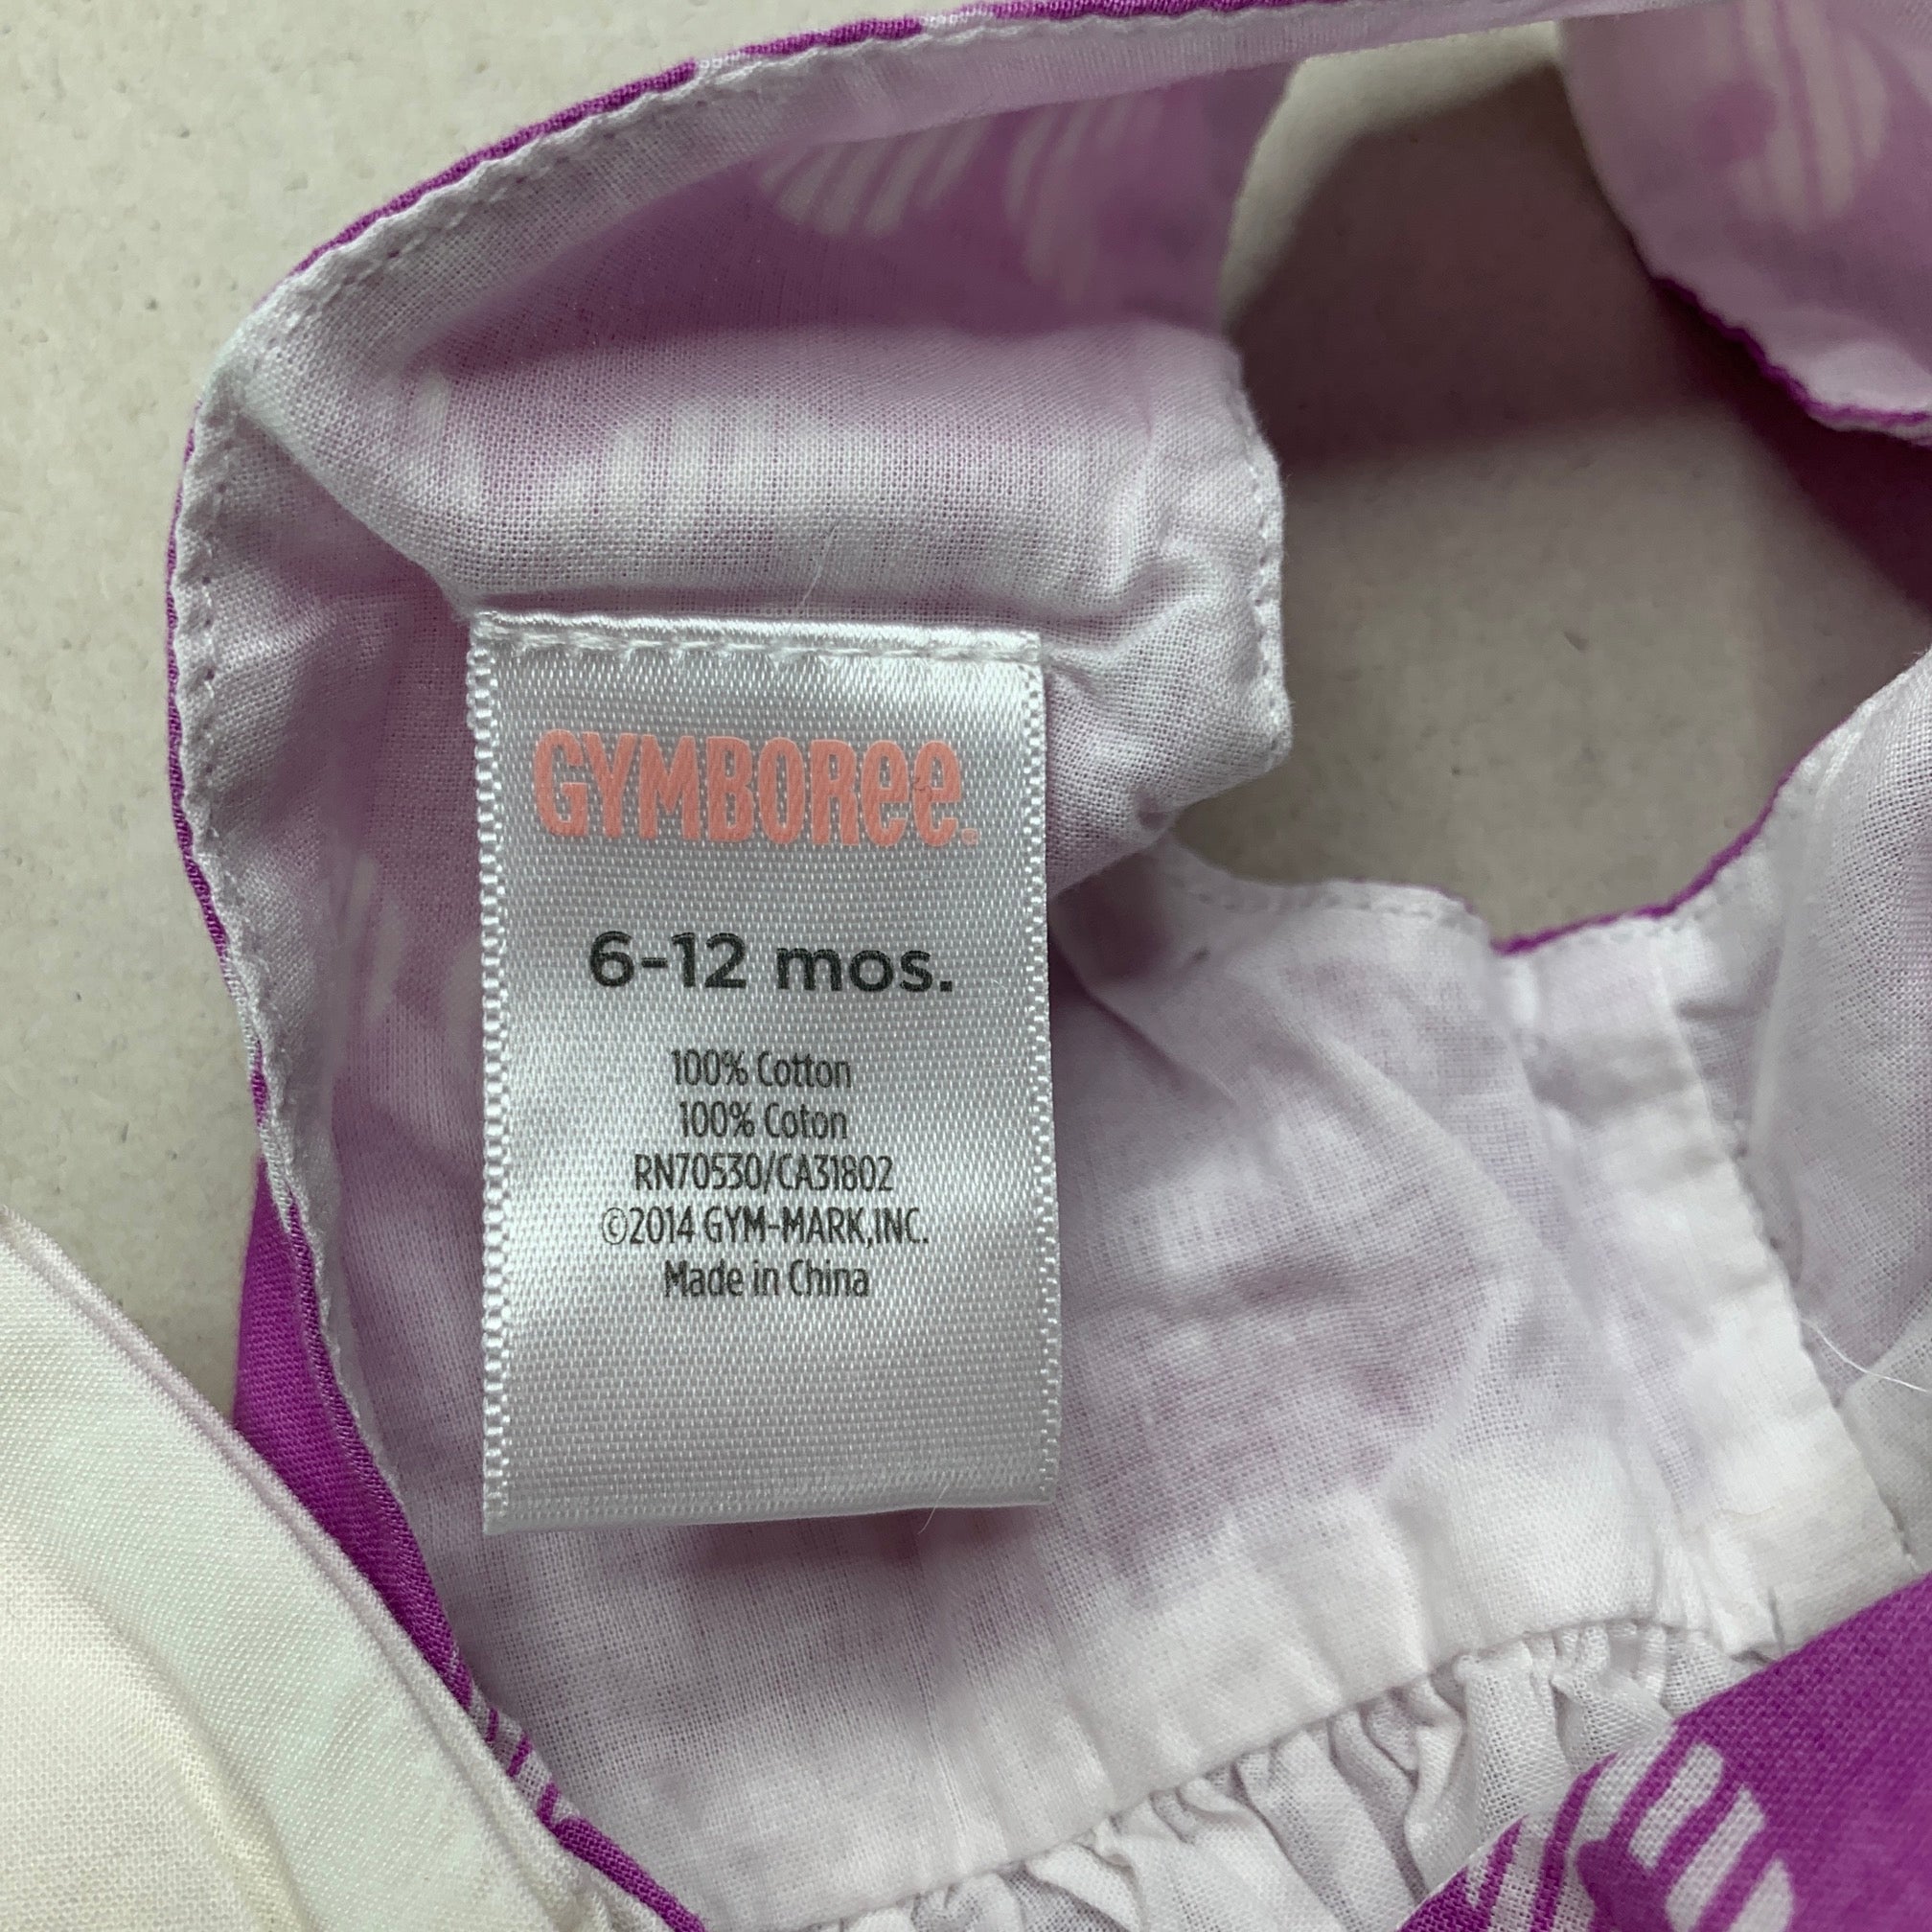 GYMBOREE®
6-12 mos.
100% Cotton
100% Coton
RN70530/CA31802
©2014 GYM-MARK,INC.
Made in China